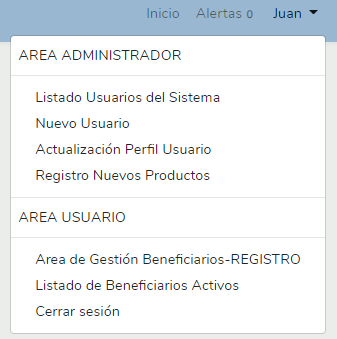 Inicio Alertas 0 Juan
AREA ADMINISTRADOR
Listado Usuarios del Sistema
Nuevo Usuario
Actualización Perfil Usuario
Registro Nuevos Productos
AREA USUARIO
Area de Gestión Beneficiarios-REGISTRO
Listado de Beneficiarios Activos
Cerrar sesión